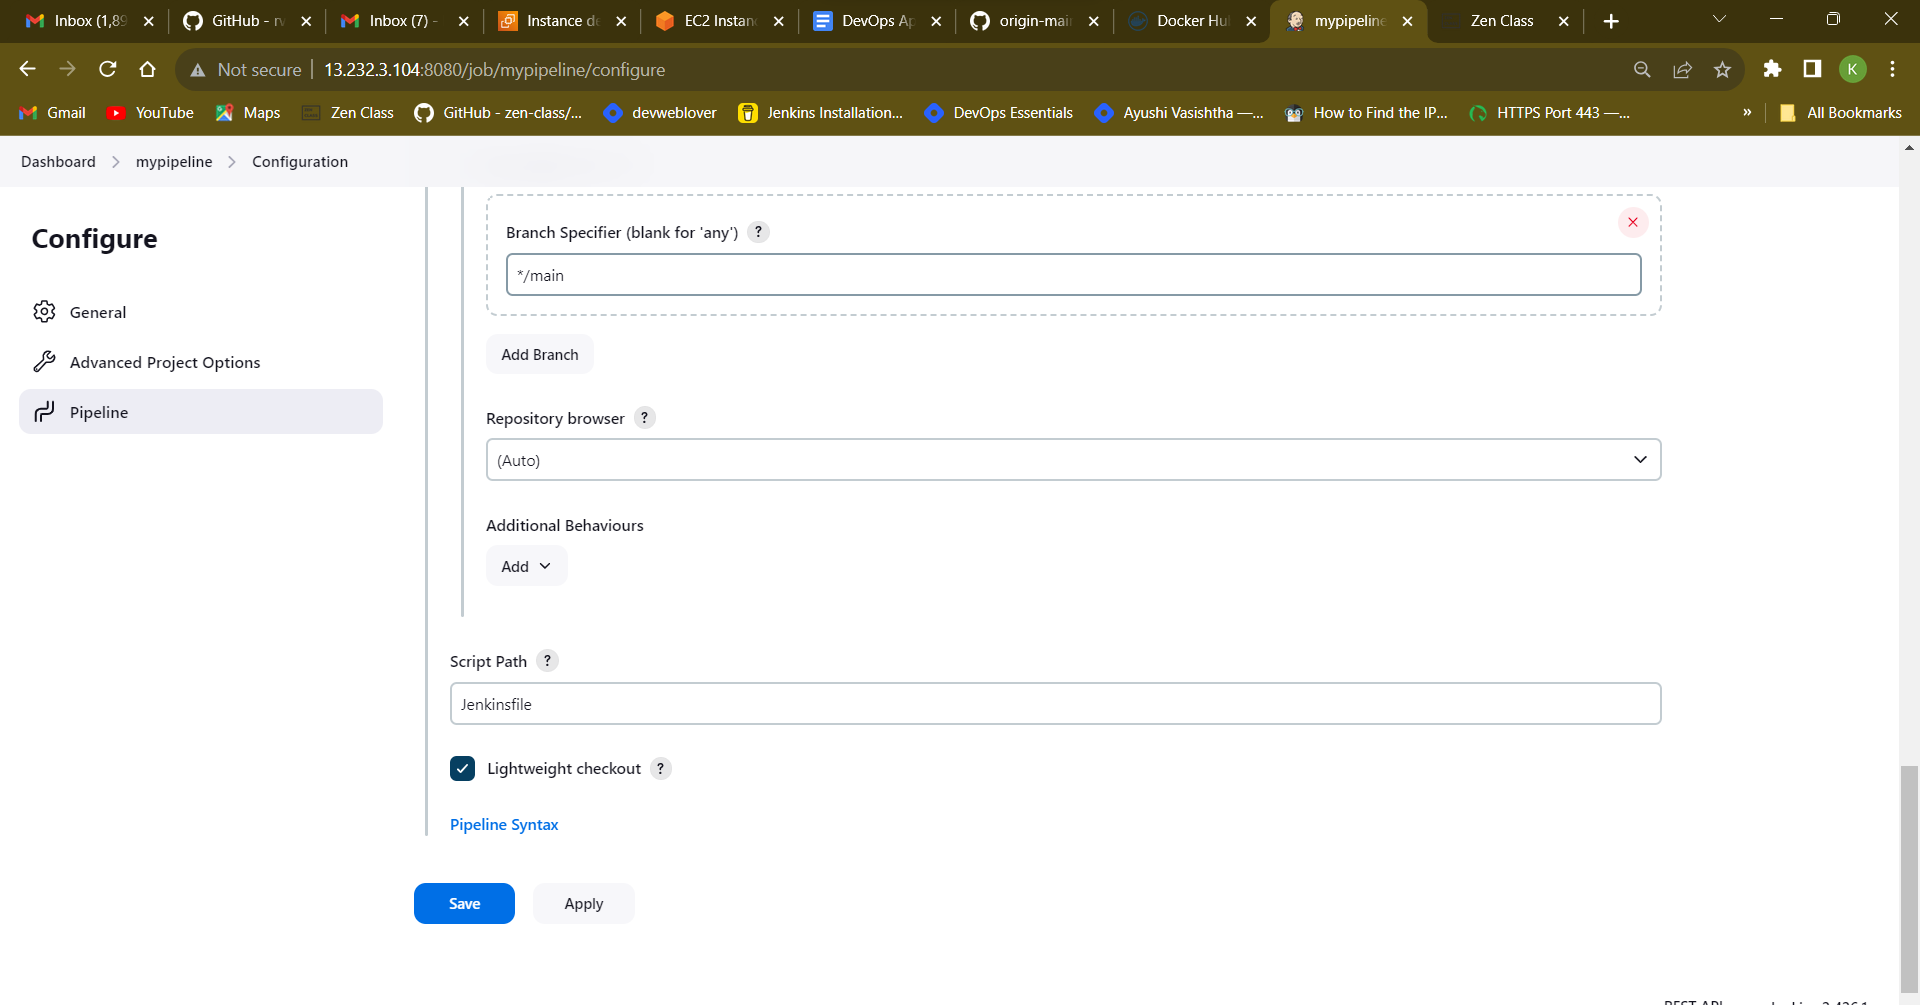 Inbox (1,89
GitHub - rv
Inbox (7) -
Instance de
EC2 Instan
DevOps Ap
origin-mai
Docker Hu
mypipeline
Zen Class
Not secure 13.232.3.104:8080/job/mypipeline/configure
K
Gmail
YouTube
Maps
Zen Class
GitHub - zen-class/...
devweblover
Jenkins Installation...
DevOps Essentials
Ayushi Vasishtha —...
How to Find the IP...
HTTPS Port 443 —...
»
All Bookmarks
Dashboard > mypipeline > Configuration
Configure
General
Advanced Project Options
Pipeline
Branch Specifier (blank for 'any') ?
*/main
Add Branch
Repository browser ?
(Auto)
Additional Behaviours
Add
Script Path ?
Jenkinsfile
Lightweight checkout ?
Pipeline Syntax
Save
Apply